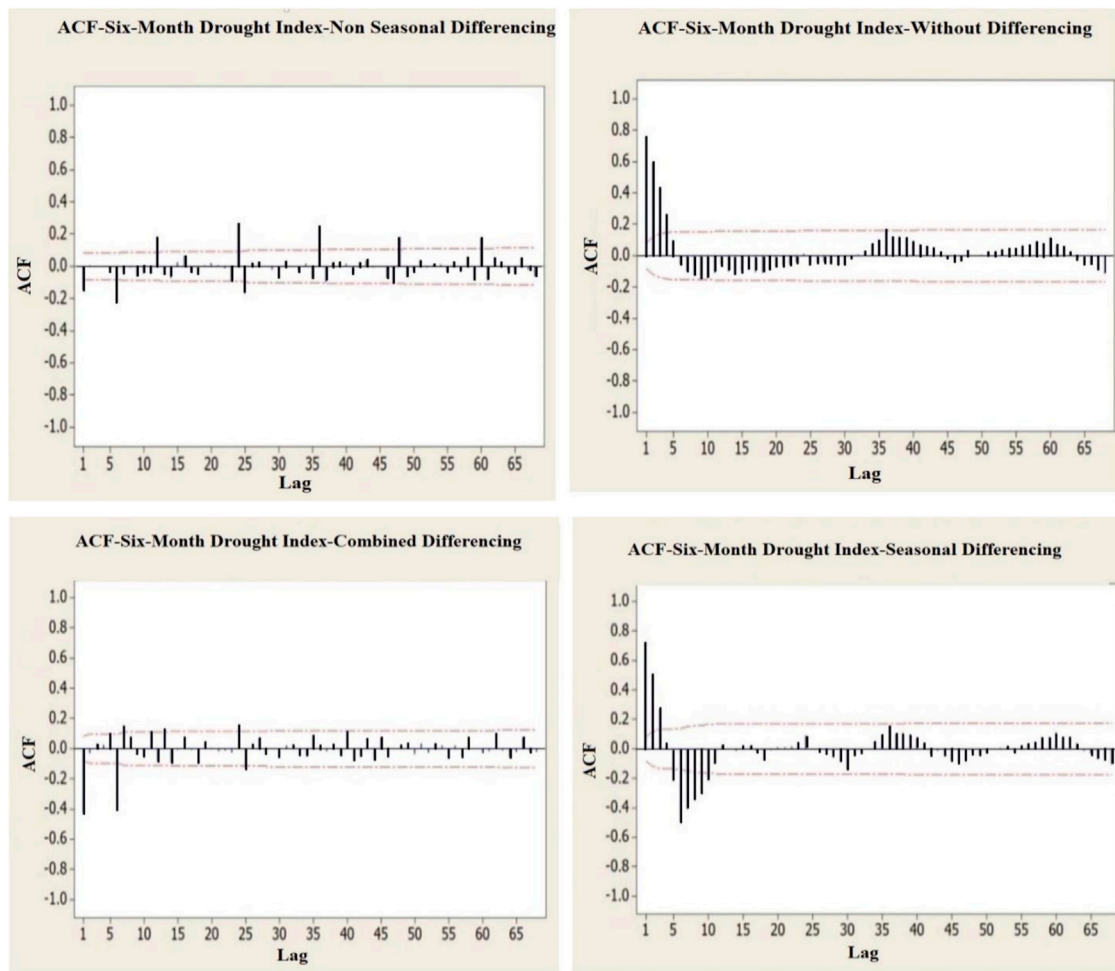 ACF-Six-Month Drought Index-Non Seasonal Differencing
1.0
0.8
0.6
0.4
0.2
0.0
-0.2
-0.4
-0.6
-0.8
-1.0
ACF
1 5 10 15 20 25 30 35 40 45 50 55 60 65
Lag
ACF-Six-Month Drought Index-Without Differencing
1.0
0.8
0.6
0.4
0.2
0.0
-0.2
-0.4
-0.6
-0.8
-1.0
ACF
1 5 10 15 20 25 30 35 40 45 50 55 60 65
Lag
ACF-Six-Month Drought Index-Combined Differencing
1.0
0.8
0.6
0.4
0.2
0.0
-0.2
-0.4
-0.6
-0.8
-1.0
ACF
1 5 10 15 20 25 30 35 40 45 50 55 60 65
Lag
ACF-Six-Month Drought Index-Seasonal Differencing
1.0
0.8
0.6
0.4
0.2
0.0
-0.2
-0.4
-0.6
-0.8
-1.0
ACF
1 5 10 15 20 25 30 35 40 45 50 55 60 65
Lag